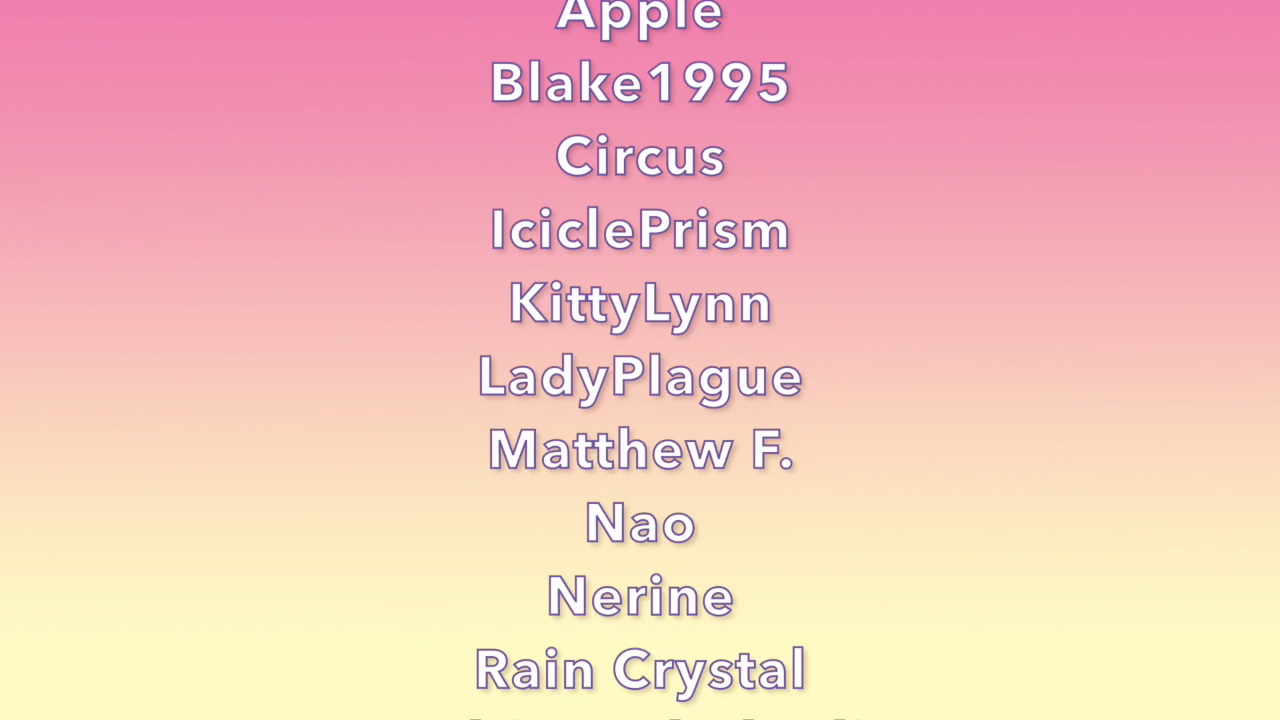 Apple
Blake1995
Circus
IciclePrism
KittyLynn
LadyPlague
Matthew F.
Nao
Nerine
Rain Crystal